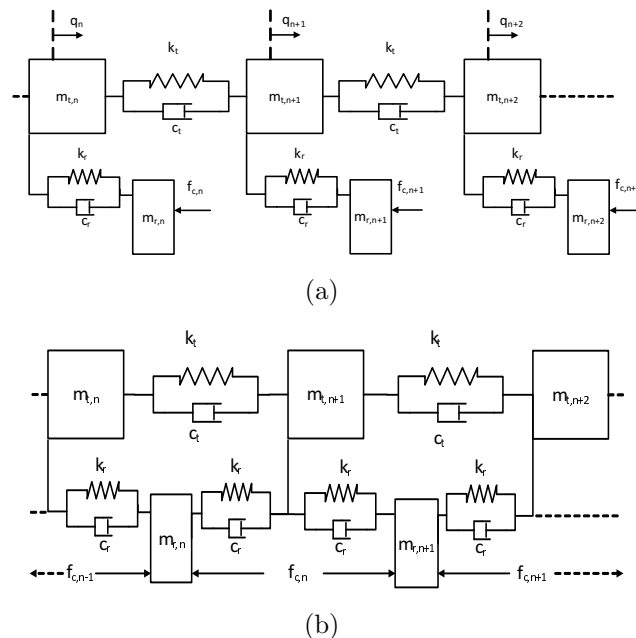 qn qn+1 qn+2
kt kt
mt,n mt,n+1 mt,n+2
ct ct
kr kr kr
fc,n fc,n+1 fc,n+
cr mr,n cr mr,n+1 cr mr,n+2
(a)
kt kt
mt,n mt,n+1 mt,n+2
ct ct
kr kr kr kr
cr mr,n cr cr mr,n+1 cr
fc,n-1 fc,n fc,n+1
(b)